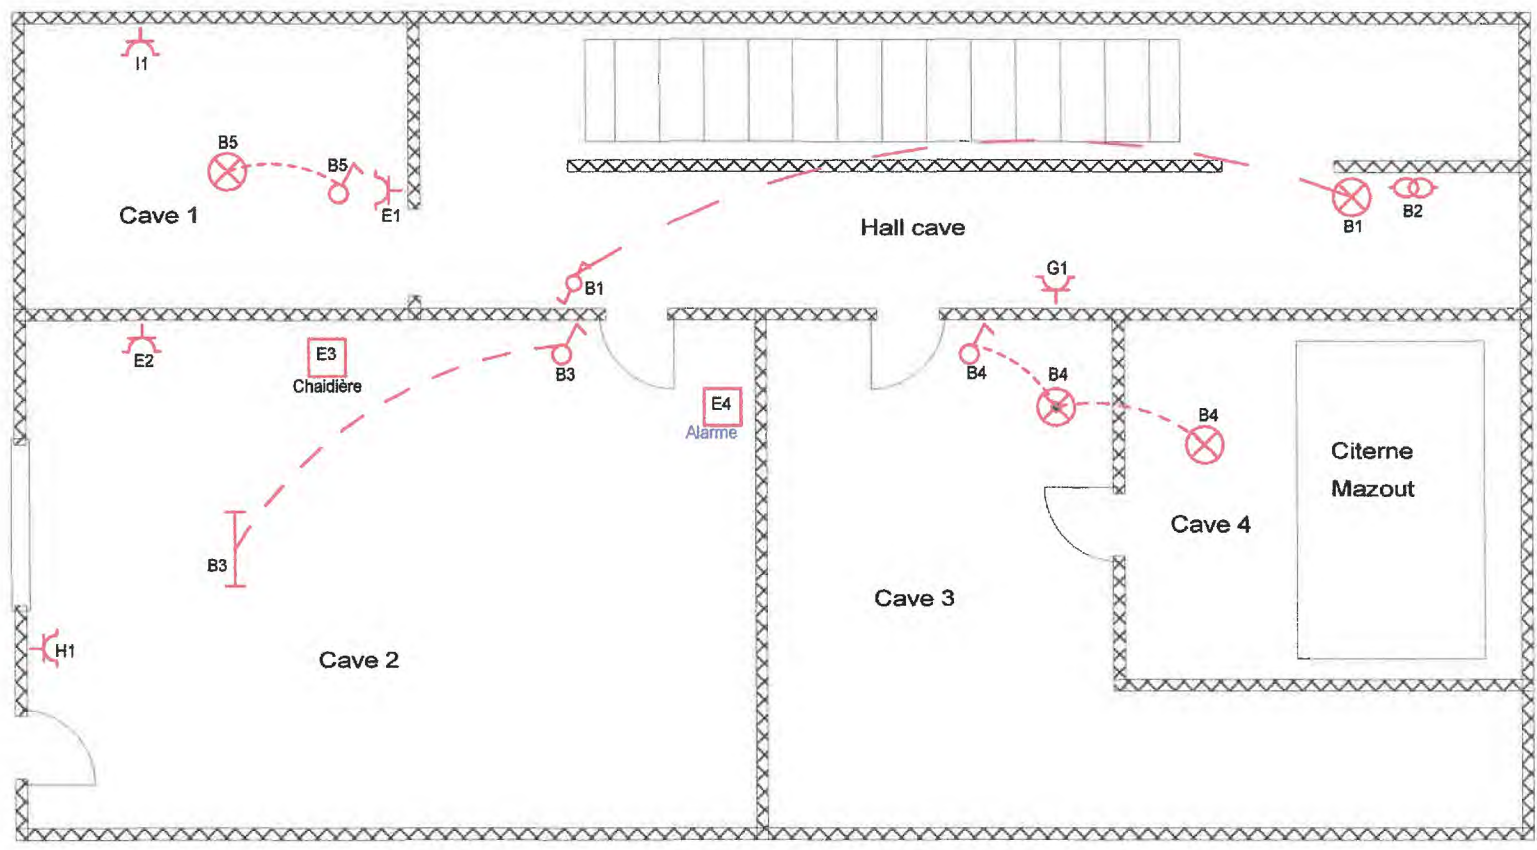 I1
B5
B5
E1
Cave 1
Hall cave
B1
B2
B1
G1
E2
E3
Chaidière
B3
E4
Alarme
B4
B4
B4
Citerne
Mazout
Cave 4
B3
Cave 3
H1
Cave 2